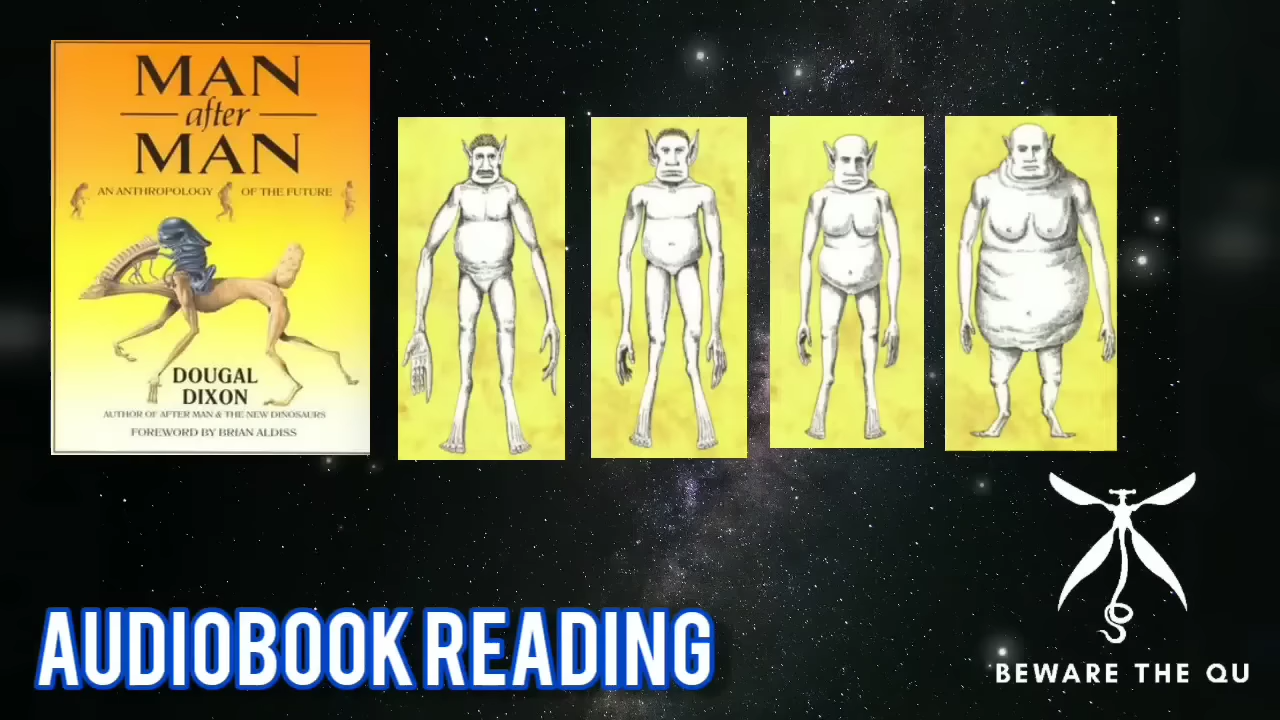 MAN
after
MAN
AN ANTHROPOLOGY OF THE FUTURE
DOUGAL
DIXON
AUTHOR OF AFTER MAN & THE NEW DINOSAURS
FOREWORD BY BRIAN ALDISS
AUDIOBOOK READING
BEWARE THE QU